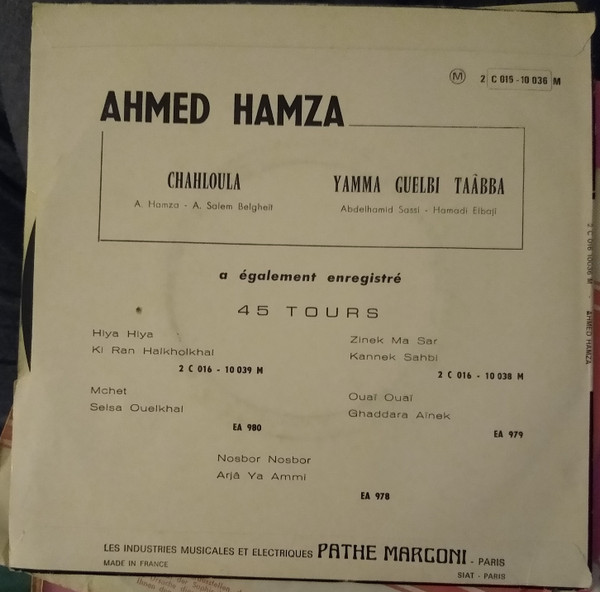 M 2 C 015 - 10 036 M
AHMED HAMZA
CHAHLOULA
A. Hamza - A. Salem Belgheit
YAMMA GUELBI TAÂBBA
Abdelhamid Sassi - Hamadi Elbaji
a également enregistré
45 TOURS
Hiya Hiya
Ki Ran Halkholkhal
2 C 016 - 10 039 M
Zinek Ma Sar
Kannek Sahbi
2 C 016 - 10 038 M
Mchet
Selsa Ouelkhal
EA 980
Ouaï Ouaï
Ghaddara Aïnek
EA 979
Nosbor Nosbor
Arjâ Ya Ammi
EA 978
LES INDUSTRIES MUSICALES ET ELECTRIQUES PATHE MARCONI - PARIS
MADE IN FRANCE
SIAT - PARIS
AHMED HAMZA